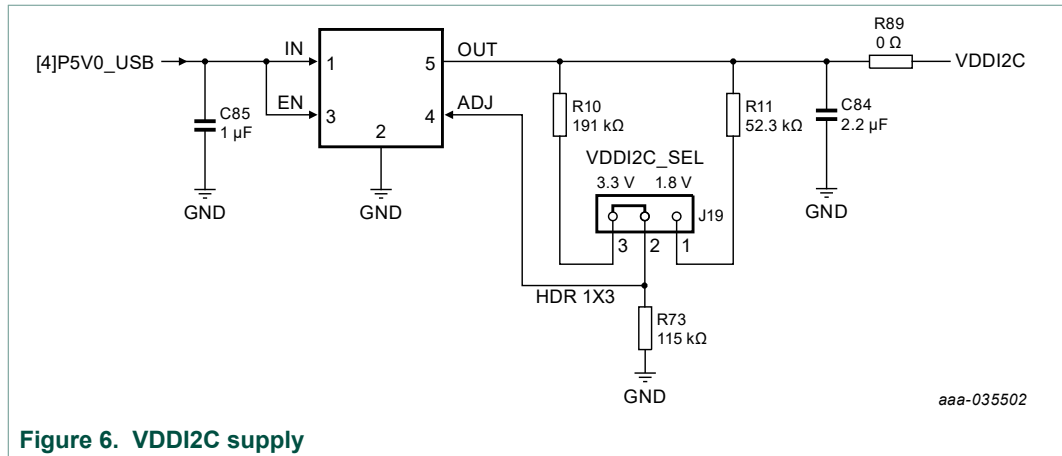 R89
0 Ω
[4]P5V0_USB
IN
1
5
OUT
VDDI2C
C85
1 µF
EN
3
4
ADJ
2
R10
191 kΩ
R11
52.3 kΩ
C84
2.2 µF
VDDI2C_SEL
3.3 V
1.8 V
J19
3
2
1
GND
GND
GND
HDR 1X3
R73
115 kΩ
GND
aaa-035502
Figure 6. VDDI2C supply